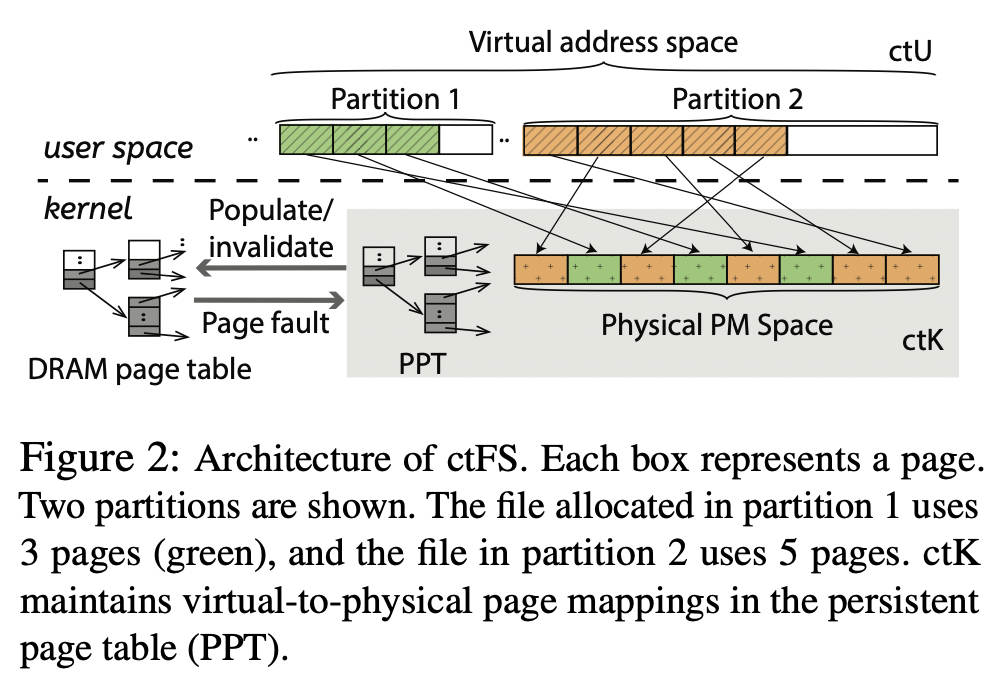 Virtual address space
ctU
Partition 1
Partition 2
..
..
user space
kernel
Populate/
invalidate
Page fault
DRAM page table
PPT
Physical PM Space
ctK
Figure 2: Architecture of ctFS. Each box represents a page.
Two partitions are shown. The file allocated in partition 1 uses
3 pages (green), and the file in partition 2 uses 5 pages. ctK
maintains virtual-to-physical page mappings in the persistent
page table (PPT).